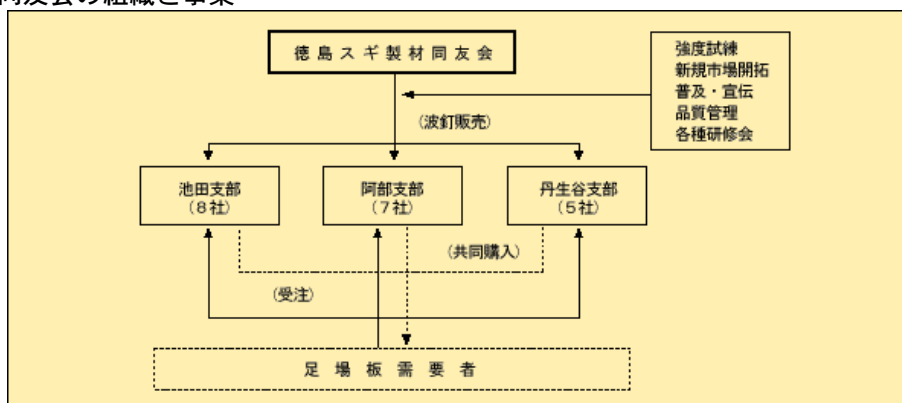 同友会の組織と事業
徳島スギ製材同友会
強度試練
新規市場開拓
普及・宣伝
品質管理
各種研修会
(波釘販売)
池田支部
(8社)
阿部支部
(7社)
丹生谷支部
(5社)
(共同購入)
(受注)
足場板需要者